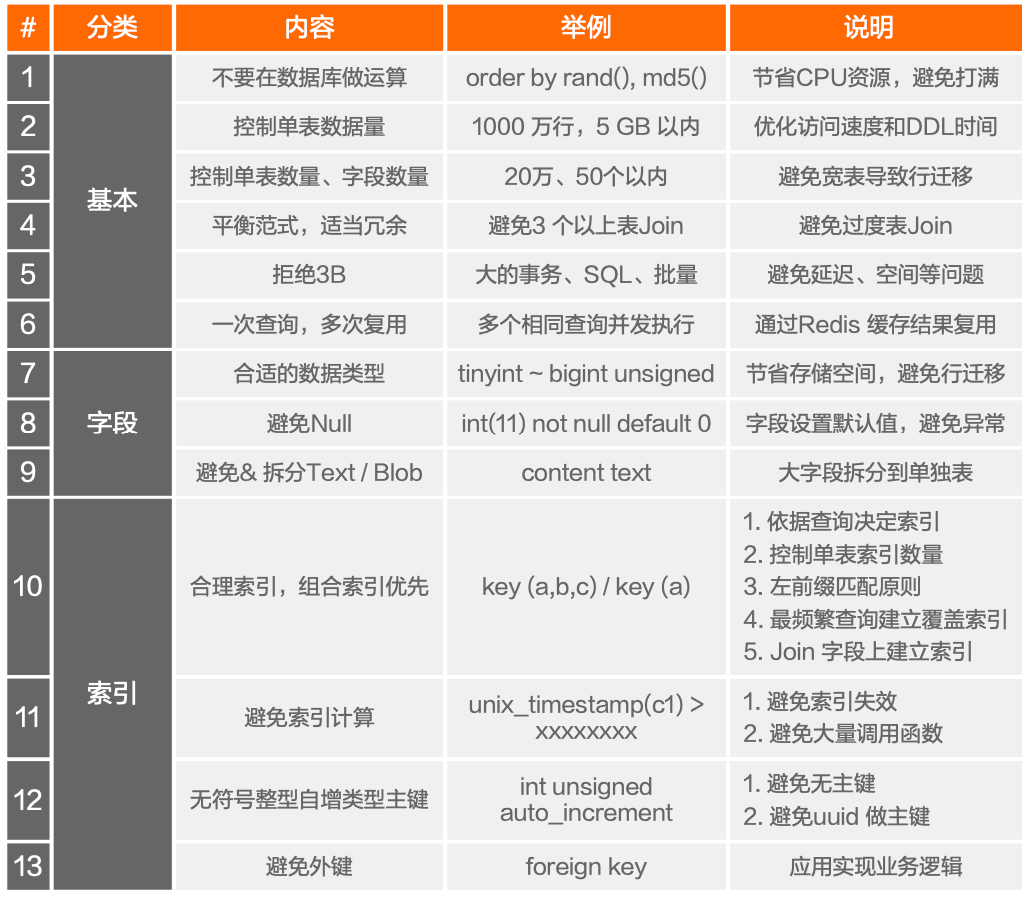 # 分类 内容 举例 说明
1 不要在数据库做运算 order by rand(), md5() 节省CPU资源，避免打满
2 控制单表数据量 1000 万行，5 GB 以内 优化访问速度和DDL时间
3 控制单表数量、字段数量 20万、50个以内 避免宽表导致行迁移
基本
4 平衡范式，适当冗余 避免3 个以上表Join 避免过度表Join
5 拒绝3B 大的事务、SQL、批量 避免延迟、空间等问题
6 一次查询，多次复用 多个相同查询并发执行 通过Redis 缓存结果复用
7 合适的数据类型 tinyint ~ bigint unsigned 节省存储空间，避免行迁移
8 字段 避免Null int(11) not null default 0 字段设置默认值，避免异常
9 避免& 拆分Text / Blob content text 大字段拆分到单独表
10 合理索引，组合索引优先 key (a,b,c) / key (a)
1. 依据查询决定索引
2. 控制单表索引数量
3. 左前缀匹配原则
4. 最频繁查询建立覆盖索引
5. Join 字段上建立索引
索引
11 避免索引计算
unix_timestamp(c1) >
xxxxxxxx
1. 避免索引失效
2. 避免大量调用函数
12 无符号整型自增类型主键
int unsigned
auto_increment
1. 避免无主键
2. 避免uuid 做主键
13 避免外键 foreign key 应用实现业务逻辑